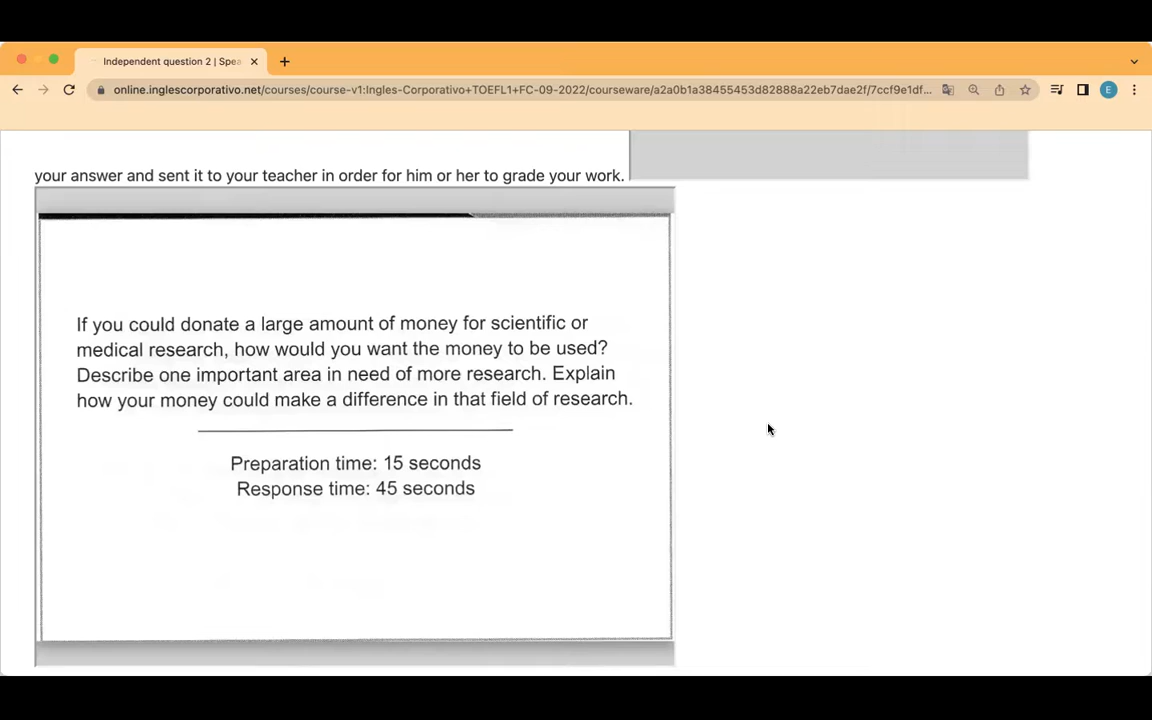 Independent question 2 | Spea
online.inglescorporativo.net/courses/course-v1:Ingles-Corporativo+TOEFL1+FC-09-2022/courseware/a2a0b1a38455453d82888a22eb7dae2f/7ccf9e1df...
E
your answer and sent it to your teacher in order for him or her to grade your work.
If you could donate a large amount of money for scientific or
medical research, how would you want the money to be used?
Describe one important area in need of more research. Explain
how your money could make a difference in that field of research.
Preparation time: 15 seconds
Response time: 45 seconds